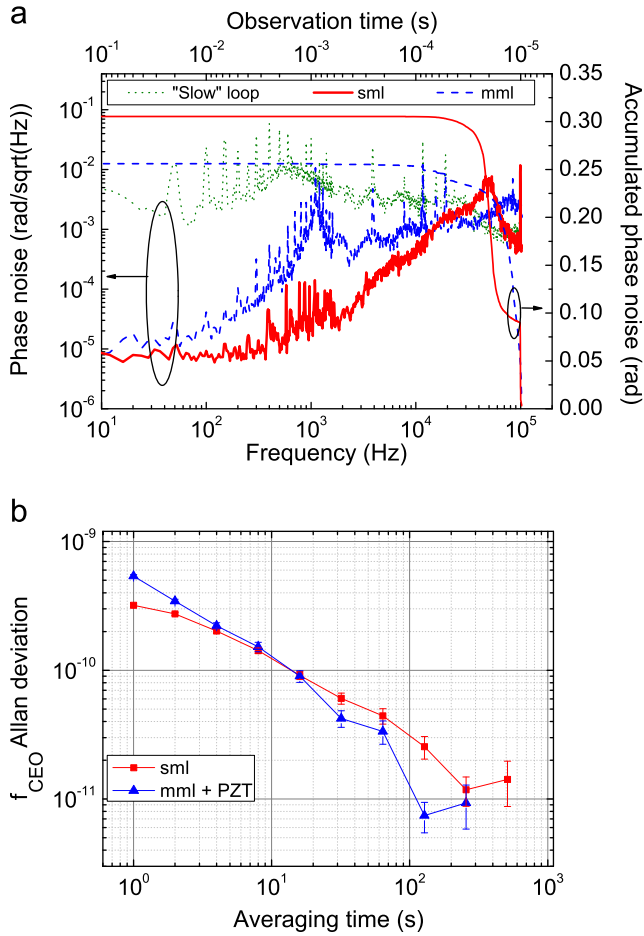 a
Observation time (s)
10^-1 10^-2 10^-3 10^-4 10^-5
"Slow" loop sml mml
Phase noise (rad/sqrt(Hz))
10^-1
10^-2
10^-3
10^-4
10^-5
10^-6
0.35
0.30
0.25
0.20
0.15
0.10
0.05
0.00
Accumulated phase noise (rad)
10^1 10^2 10^3 10^4 10^5
Frequency (Hz)
b
f_CEO Allan deviation
10^-9
10^-10
10^-11
sml
mml + PZT
10^0 10^1 10^2 10^3
Averaging time (s)